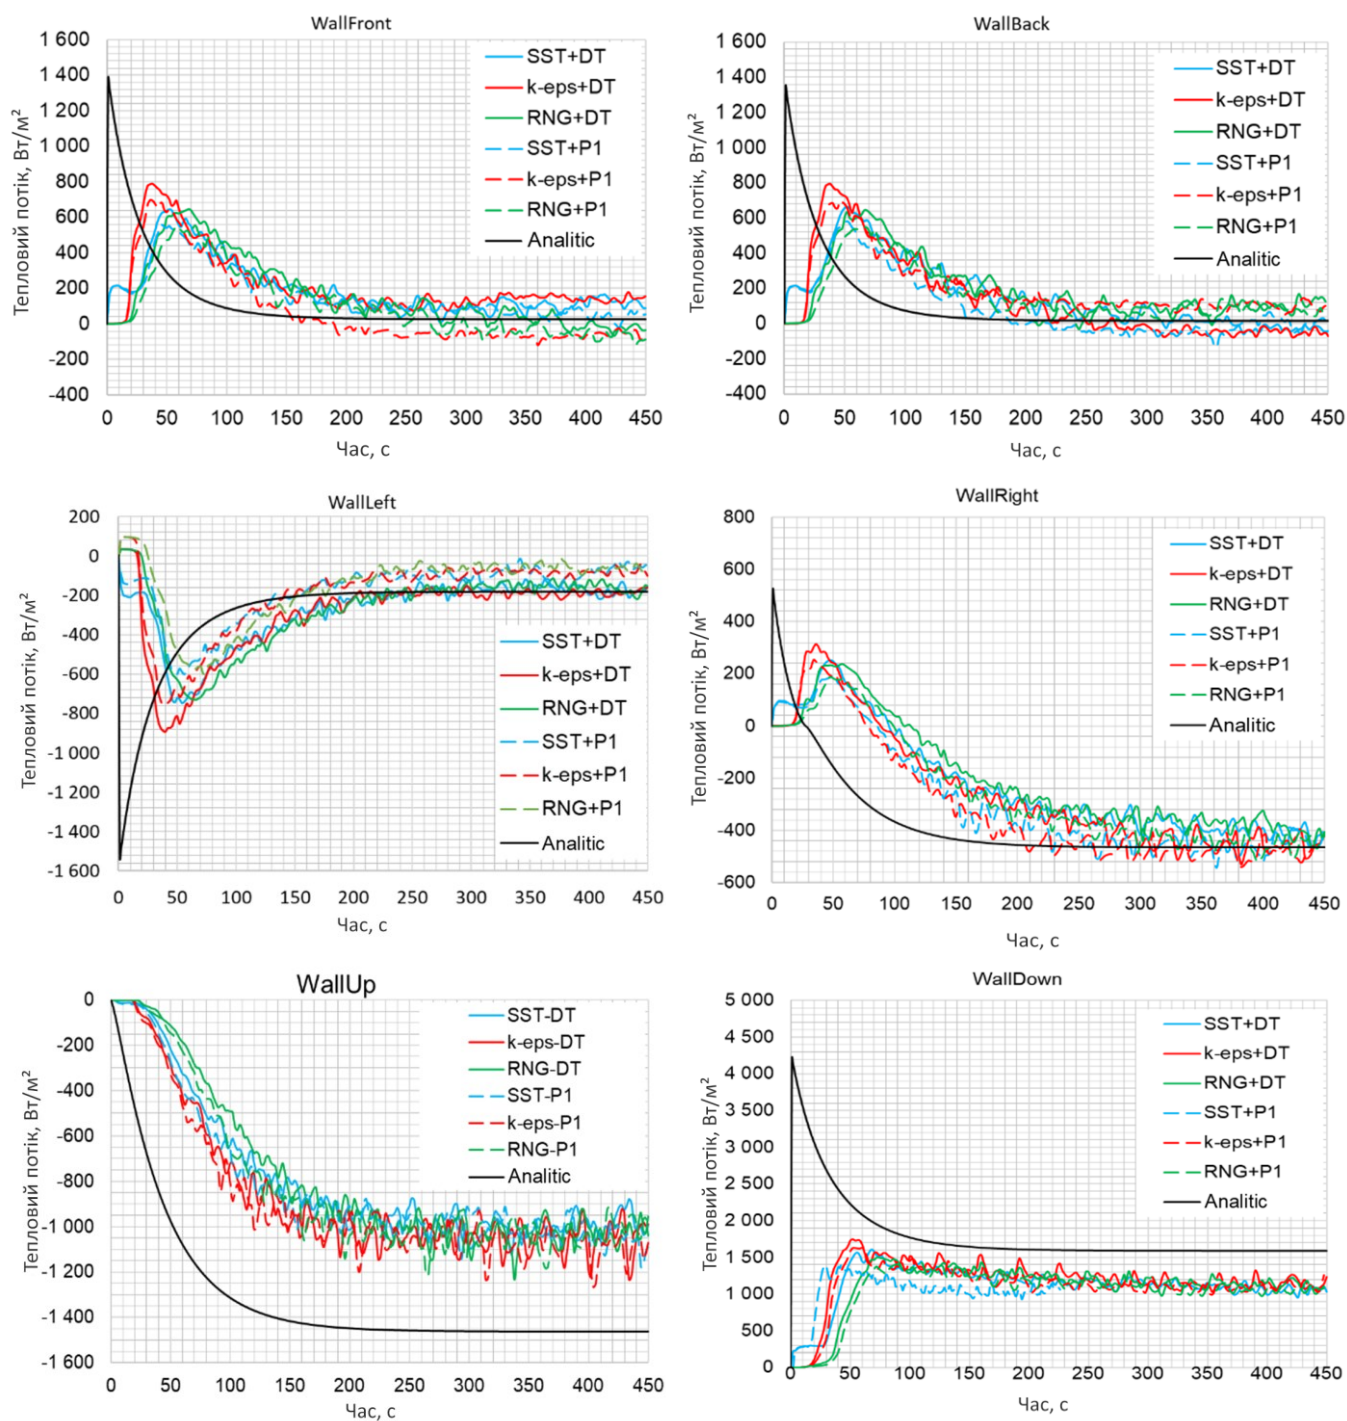 WallFront
1 600
1 400
1 200
1 000
800
600
400
200
0
-200
-400
0 50 100 150 200 250 300 350 400 450
Тепловий потік, Вт/м²
Час, с
SST+DT
k-eps+DT
RNG+DT
SST+P1
k-eps+P1
RNG+P1
Analitic
WallBack
1 600
1 400
1 200
1 000
800
600
400
200
0
-200
-400
0 50 100 150 200 250 300 350 400 450
Тепловий потік, Вт/м²
Час, с
SST+DT
k-eps+DT
RNG+DT
SST+P1
k-eps+P1
RNG+P1
Analitic
WallLeft
200
0
-200
-400
-600
-800
-1 000
-1 200
-1 400
-1 600
0 50 100 150 200 250 300 350 400 450
Тепловий потік, Вт/м²
Час, с
SST+DT
k-eps+DT
RNG+DT
SST+P1
k-eps+P1
RNG+P1
Analitic
WallRight
800
600
400
200
0
-200
-400
-600
0 50 100 150 200 250 300 350 400 450
Тепловий потік, Вт/м²
Час, с
SST+DT
k-eps+DT
RNG+DT
SST+P1
k-eps+P1
RNG+P1
Analitic
WallUp
0
-200
-400
-600
-800
-1 000
-1 200
-1 400
-1 600
0 50 100 150 200 250 300 350 400 450
Тепловий потік, Вт/м²
Час, с
SST-DT
k-eps-DT
RNG-DT
SST-P1
k-eps-P1
RNG-P1
Analitic
WallDown
5 000
4 500
4 000
3 500
3 000
2 500
2 000
1 500
1 000
500
0
0 50 100 150 200 250 300 350 400 450
Тепловий потік, Вт/м²
Час, с
SST+DT
k-eps+DT
RNG+DT
SST+P1
k-eps+P1
RNG+P1
Analitic